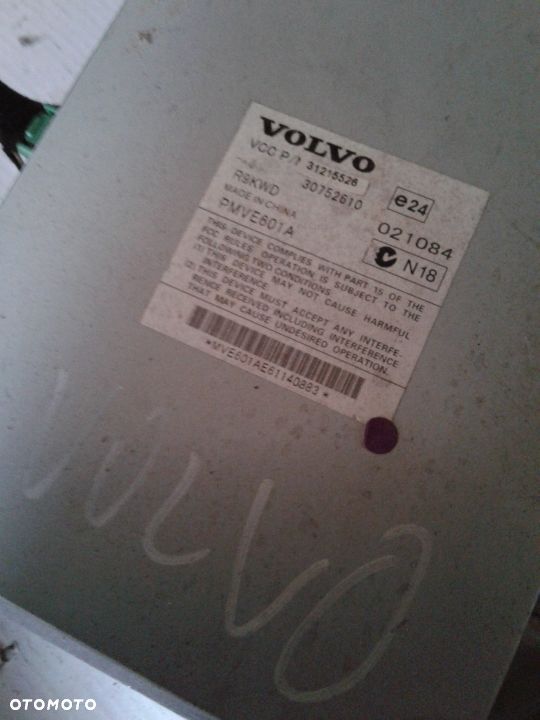 VOLVO
VCC P/N 31215526
30752610
R9KWD
MADE IN CHINA
PMVE601A
e24
021084
N18
THIS DEVICE COMPLIES WITH PART 15 OF THE
FCC RULES. OPERATION IS SUBJECT TO THE
FOLLOWING TWO CONDITIONS:
(1) THIS DEVICE MAY NOT CAUSE HARMFUL
INTERFERENCE
(2) THIS DEVICE MUST ACCEPT ANY INTERFE-
RENCE RECEIVED INCLUDING INTERFERENCE
THAT MAY CAUSE UNDESIRED OPERATION.
*MVE601AE61140883*
VOLVO
OTOMOTO